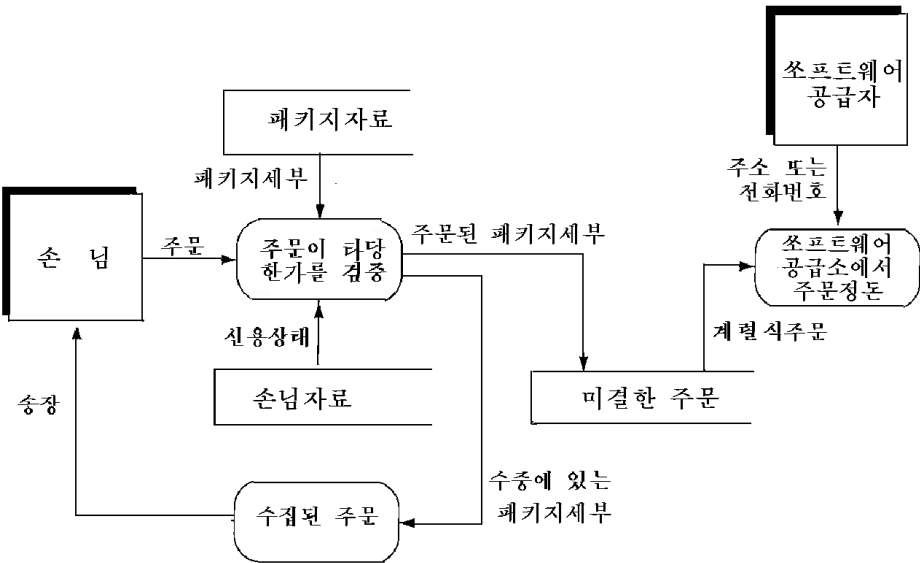 쏘프트웨어
공급자
패키지자료
패키지세부
주소 또는
전화번호
손 님
주문
주문이 타당
한가를 검증
주문된 패키지세부
쏘프트웨어
공급소에서
주문정돈
신용상태
계렬식주문
손님자료
미결한 주문
송장
수중에 있는
패키지세부
수집된 주문